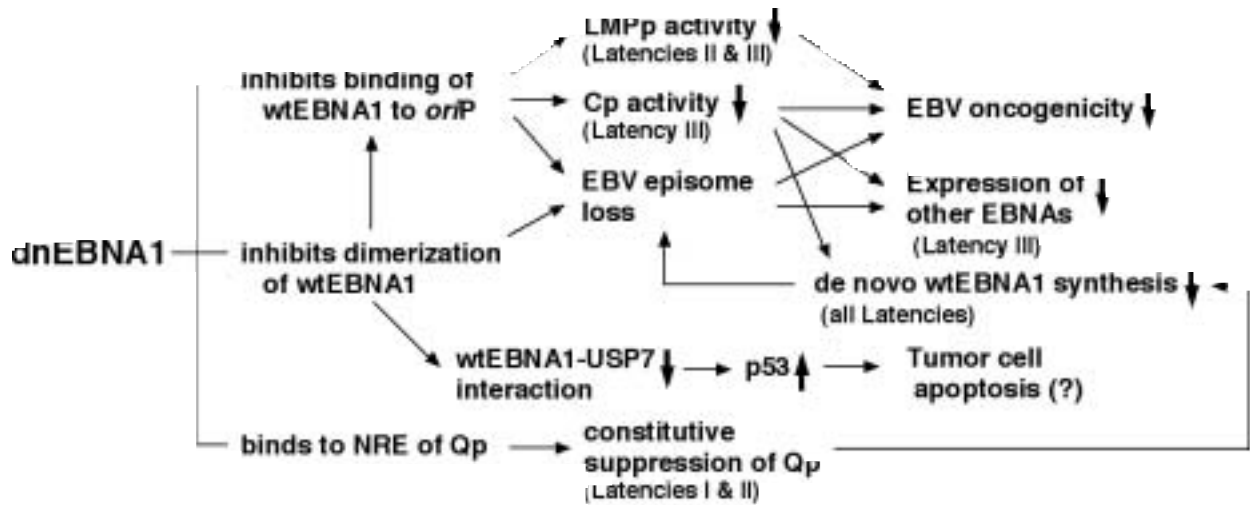 LMPp activity
(Latencies II & III)
inhibits binding of
wtEBNA1 to oriP
Cp activity
(Latency III)
EBV oncogenicity
EBV episome
loss
Expression of
other EBNAs
(Latency III)
dnEBNA1
inhibits dimerization
of wtEBNA1
de novo wtEBNA1 synthesis
(all Latencies)
wtEBNA1-USP7
interaction
p53
Tumor cell
apoptosis (?)
binds to NRE of Qp
constitutive
suppression of Qp
(Latencies I & II)